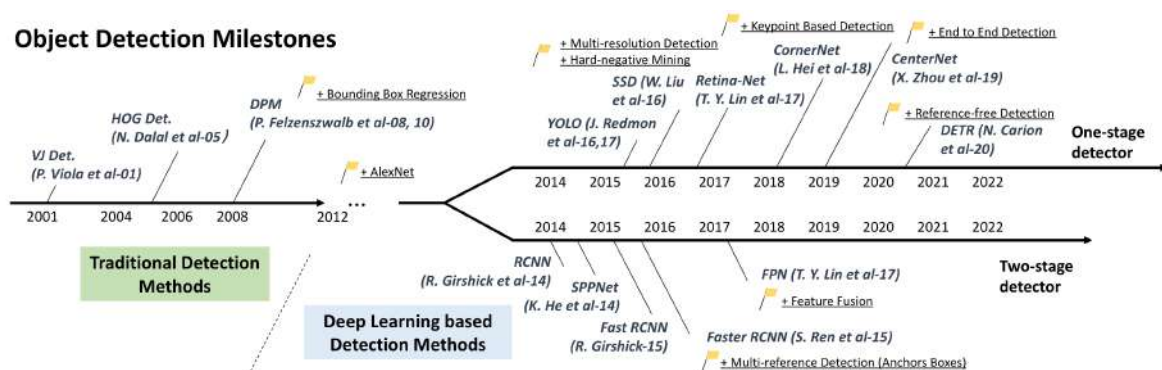 Object Detection Milestones
+ Multi-resolution Detection
+ Hard-negative Mining
+ Keypoint Based Detection
+ End to End Detection
+ Bounding Box Regression
+ Reference-free Detection
+ AlexNet
VJ Det.
(P. Viola et al-01)
HOG Det.
(N. Dalal et al-05)
DPM
(P. Felzenszwalb et al-08, 10)
YOLO (J. Redmon
et al-16,17)
SSD (W. Liu
et al-16)
Retina-Net
(T. Y. Lin et al-17)
CornerNet
(L. Hei et al-18)
CenterNet
(X. Zhou et al-19)
DETR (N. Carion
et al-20)
One-stage
detector
2001 2004 2006 2008 2012 ...
2014 2015 2016 2017 2018 2019 2020 2021 2022
2014 2015 2016 2017 2018 2019 2020 2021 2022
Two-stage
detector
Traditional Detection
Methods
Deep Learning based
Detection Methods
RCNN
(R. Girshick et al-14)
SPPNet
(K. He et al-14)
Fast RCNN
(R. Girshick-15)
Faster RCNN (S. Ren et al-15)
+ Multi-reference Detection (Anchors Boxes)
FPN (T. Y. Lin et al-17)
+ Feature Fusion